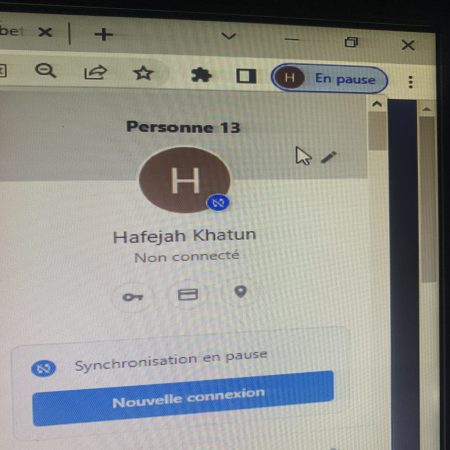 bet
H En pause
Personne 13
H
Hafejah Khatun
Non connecté
Synchronisation en pause
Nouvelle connexion